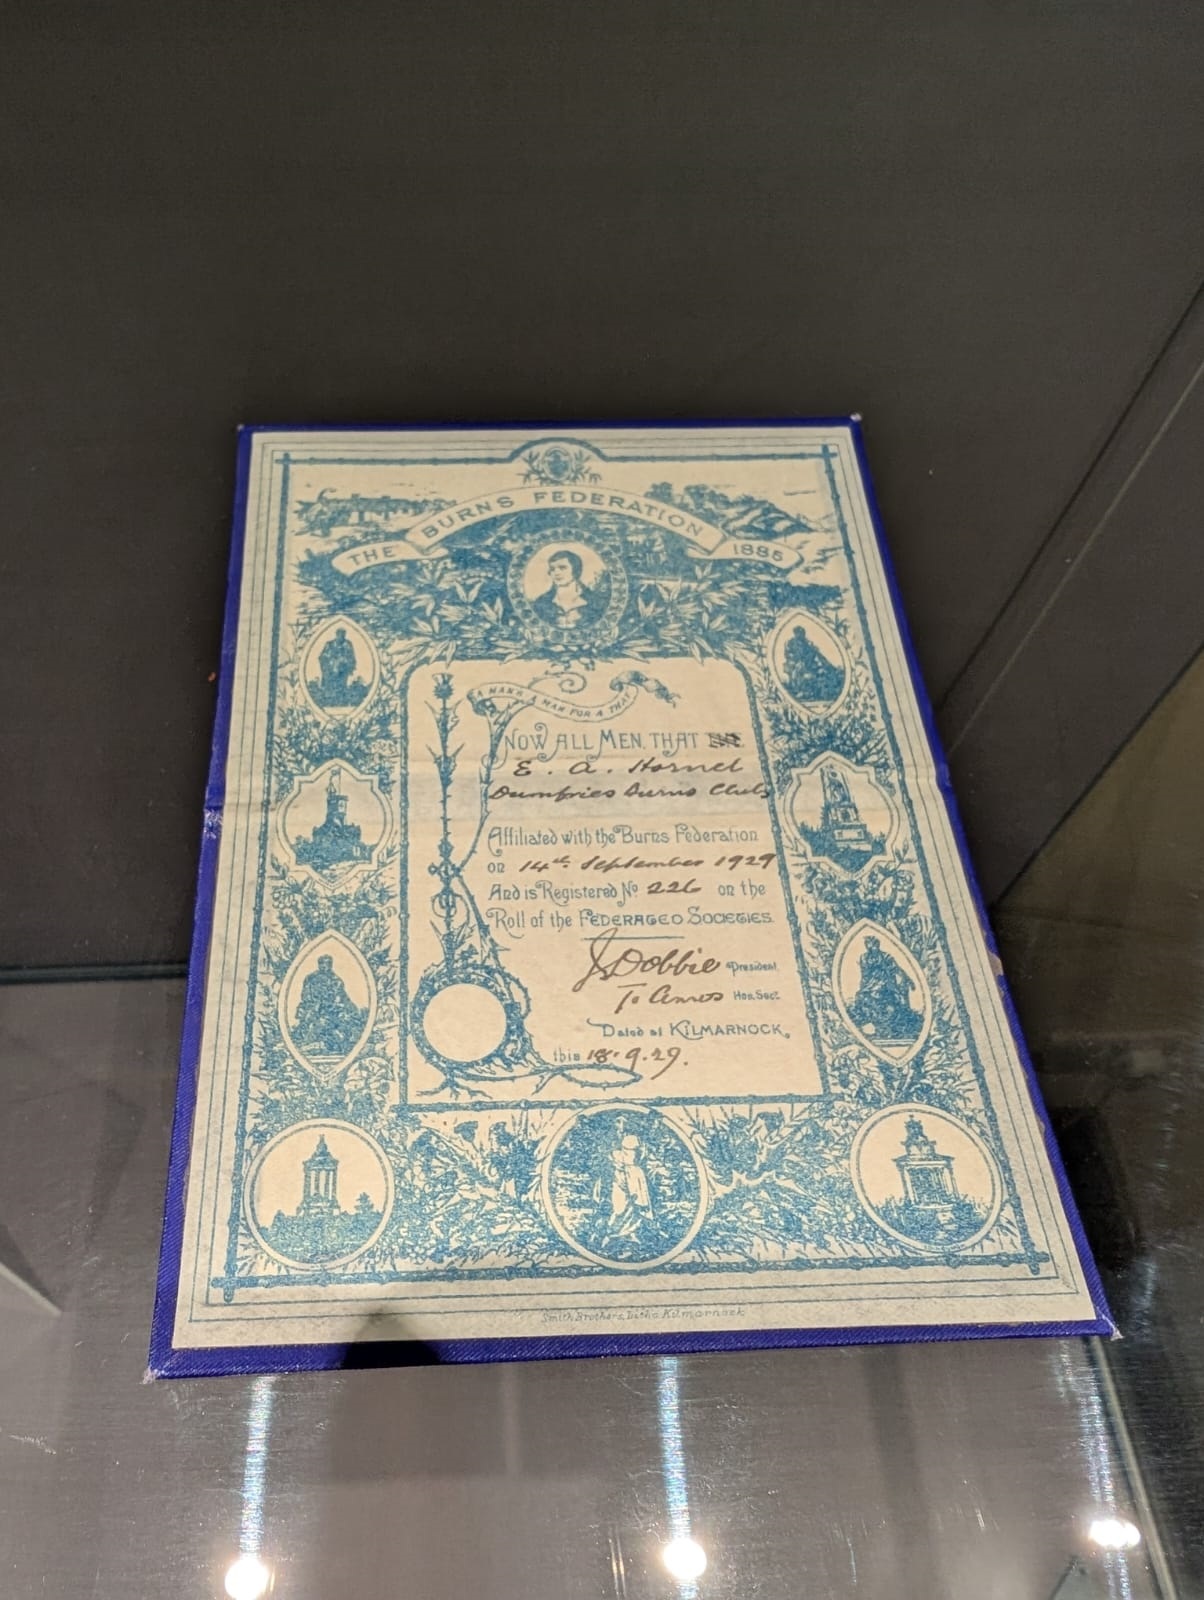 THE BURNS FEDERATION 1885
A MAN'S A MAN FOR A THAT
KNOW ALL MEN, THAT THE
E. A. Hornel
Dumfries Burns Club
Affiliated with the Burns Federation
on 14th September 1929
And is Registered No 226 on the
Roll of the FEDERATED SOCIETIES.
J S Dobbie President.
Hon. Secy.
Dated at KILMARNOCK,
this 18.9.29.
Smith Brothers, Litho Kilmarnock